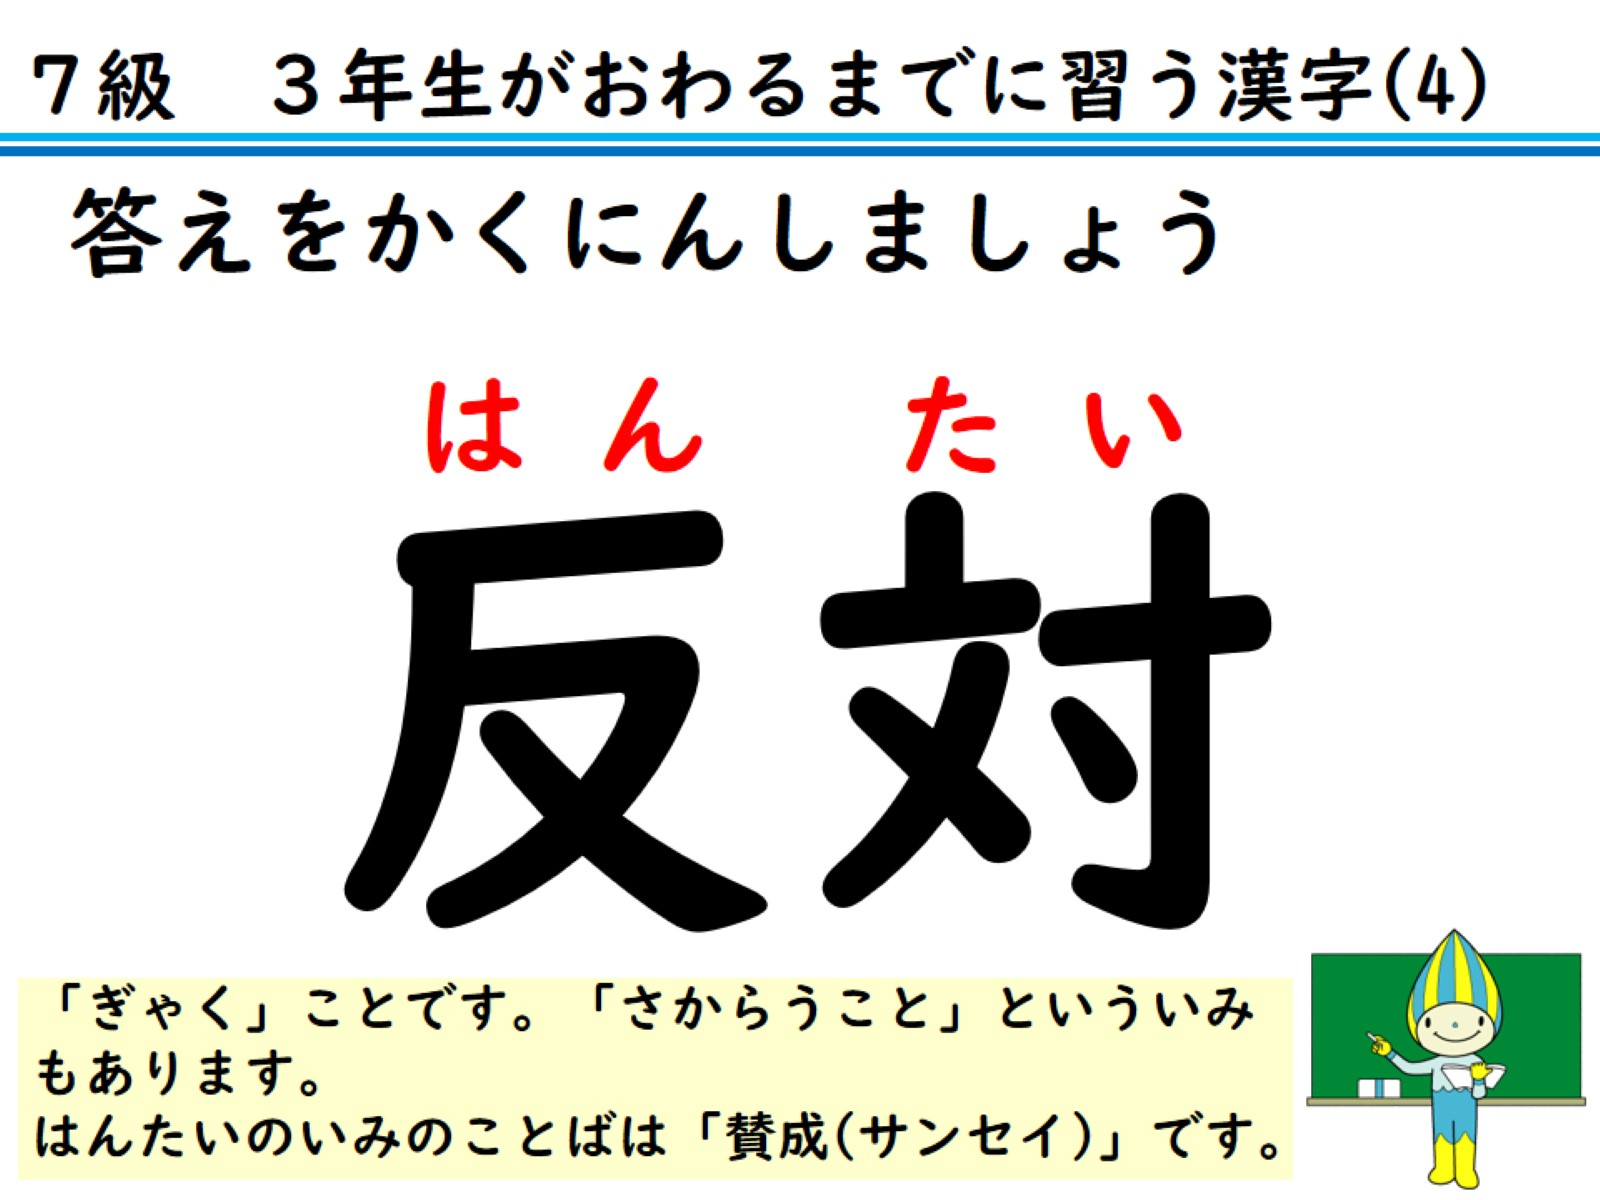 ７級　３年生がおわるまでに習う漢字(4)
答えをかくにんしましょう
はん　たい
反対
「ぎゃく」ことです。「さからうこと」といういみ
もあります。
はんたいのいみのことばは「賛成(サンセイ)」です。